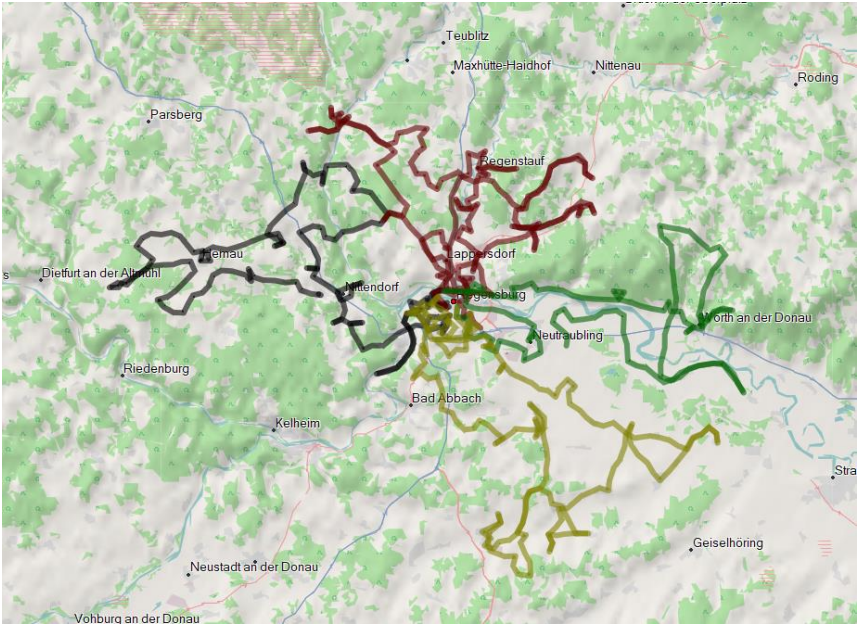 Teublitz
Maxhütte-Haidhof
Nittenau
Roding
Parsberg
Regenstauf
Lappersdorf
Hemau
Dietfurt an der Altmühl
Nittendorf
Regensburg
Wörth an der Donau
Neutraubling
Riedenburg
Bad Abbach
Kelheim
Stra
Geiselhöring
Neustadt an der Donau
Vohburg an der Donau